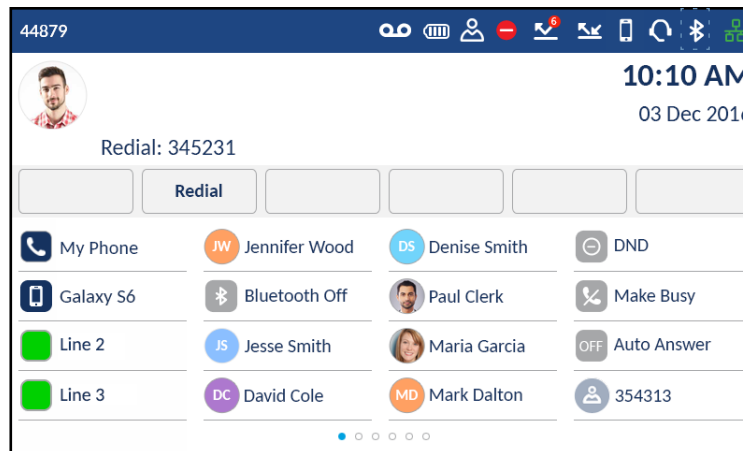 44879
6
10:10 AM
03 Dec 2016
Redial: 345231
Redial
My Phone
JW Jennifer Wood
DS Denise Smith
DND
Galaxy S6
Bluetooth Off
Paul Clerk
Make Busy
Line 2
JS Jesse Smith
Maria Garcia
OFF Auto Answer
Line 3
DC David Cole
MD Mark Dalton
354313